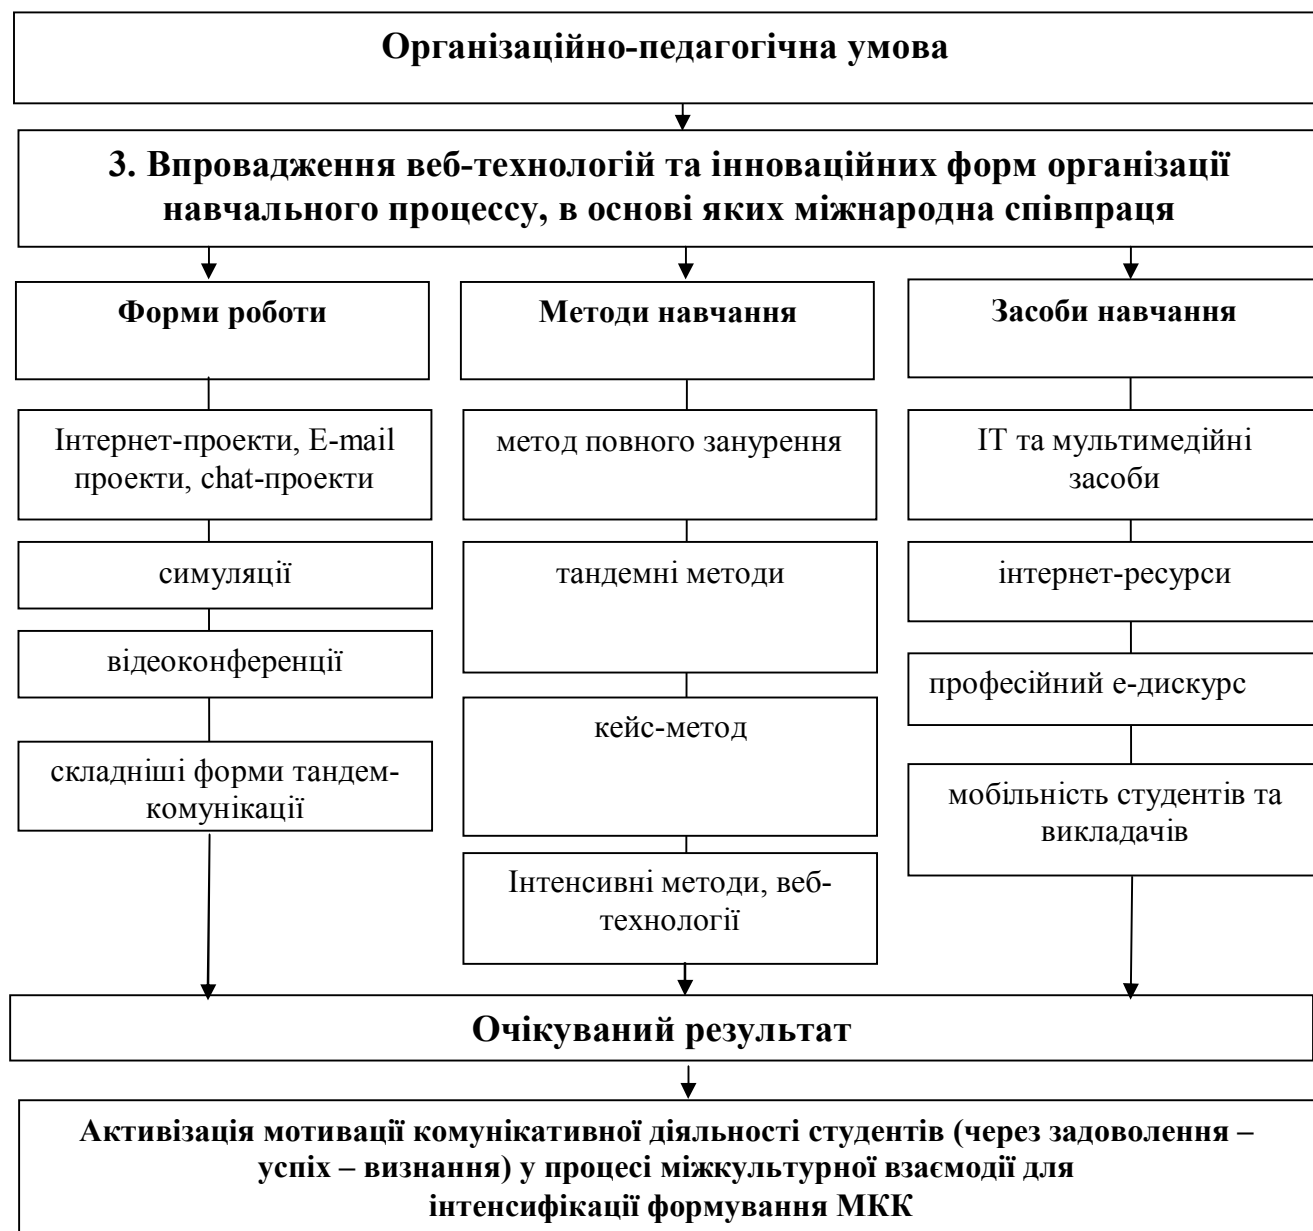 Організаційно-педагогічна умова
3. Впровадження веб-технологій та інноваційних форм організації
навчального процессу, в основі яких міжнародна співпраця
Форми роботи
Методи навчання
Засоби навчання
Інтернет-проекти, E-mail
проекти, chat-проекти
симуляції
відеоконференції
складніші форми тандем-
комунікації
метод повного занурення
тандемні методи
кейс-метод
Інтенсивні методи, веб-
технології
ІТ та мультимедійні
засоби
інтернет-ресурси
професійний е-дискурс
мобільність студентів та
викладачів
Очікуваний результат
Активізація мотивації комунікативної діяльності студентів (через задоволення –
успіх – визнання) у процесі міжкультурної взаємодії для
інтенсифікації формування МКК